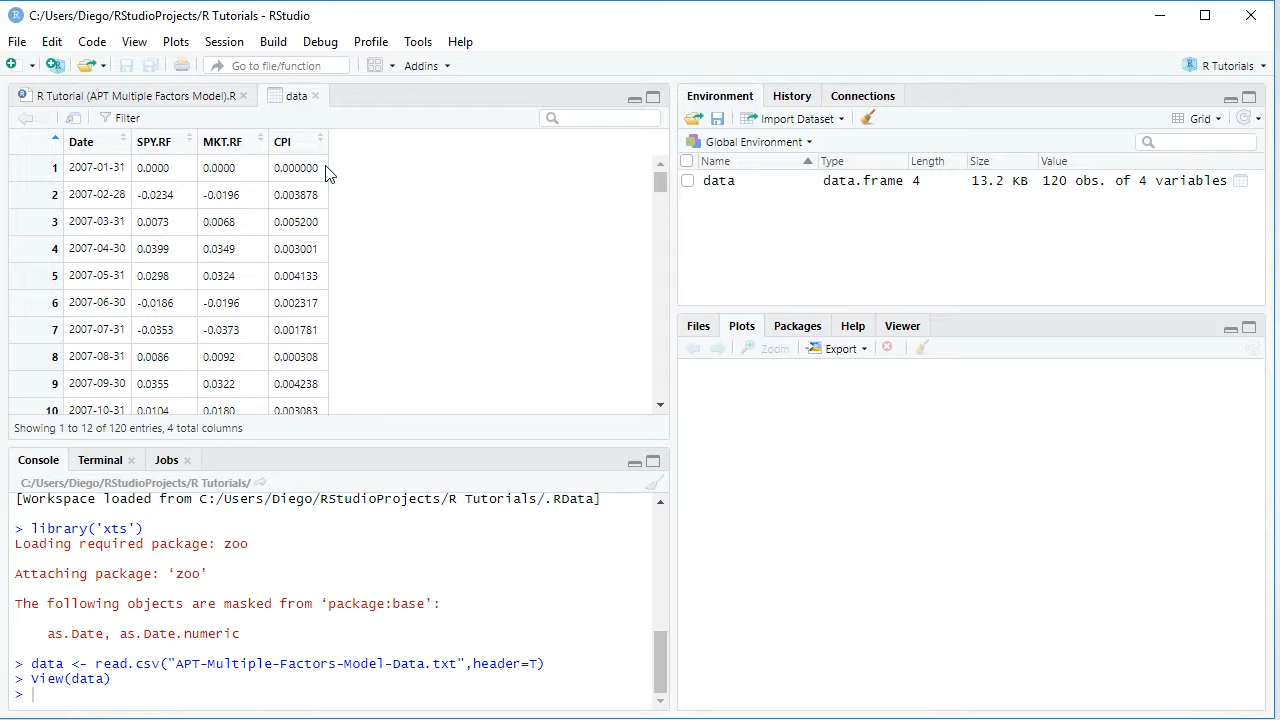 C:/Users/Diego/RStudioProjects/R Tutorials - RStudio
File Edit Code View Plots Session Build Debug Profile Tools Help
Go to file/function Addins R Tutorials
R Tutorial (APT Multiple Factors Model).R data
Filter
Date SPY.RF MKT.RF CPI
1 2007-01-31 0.0000 0.0000 0.000000
2 2007-02-28 -0.0234 -0.0196 0.003878
3 2007-03-31 0.0073 0.0068 0.005200
4 2007-04-30 0.0399 0.0349 0.003001
5 2007-05-31 0.0298 0.0324 0.004133
6 2007-06-30 -0.0186 -0.0196 0.002317
7 2007-07-31 -0.0353 -0.0373 0.001781
8 2007-08-31 0.0086 0.0092 0.000308
9 2007-09-30 0.0355 0.0322 0.004238
10 2007-10-31 0.0104 0.0180 0.003083
Showing 1 to 12 of 120 entries, 4 total columns
Console Terminal Jobs
C:/Users/Diego/RStudioProjects/R Tutorials/
[Workspace loaded from C:/Users/Diego/RStudioProjects/R Tutorials/.RData]
> library('xts')
Loading required package: zoo
Attaching package: ‘zoo’
The following objects are masked from ‘package:base’:
as.Date, as.Date.numeric
> data <- read.csv("APT-Multiple-Factors-Model-Data.txt",header=T)
> View(data)
>
Environment History Connections
Import Dataset Grid
Global Environment
Name Type Length Size Value
data data.frame 4 13.2 KB 120 obs. of 4 variables
Files Plots Packages Help Viewer
Zoom Export